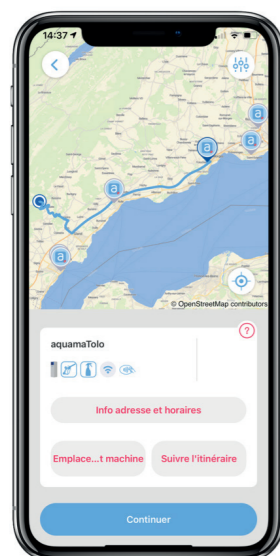 14:37
a
a
a
a
a
© OpenStreetMap contributors
?
aquamaTolo
Info adresse et horaires
Emplace...t machine
Suivre l'itinéraire
Continuer